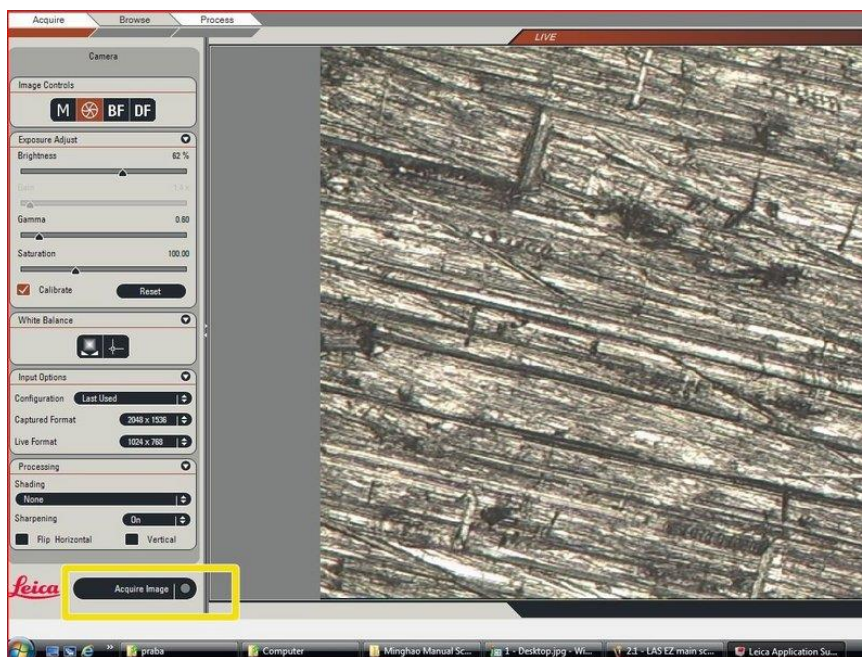 Acquire Browse Process
LIVE
Camera
Image Controls
M BF DF
Exposure Adjust
Brightness 62 %
Gain 1.4 x
Gamma 0.60
Saturation 100.00
Calibrate Reset
White Balance
Input Options
Configuration Last Used
Captured Format 2048 x 1536
Live Format 1024 x 768
Processing
Shading
None
Sharpening On
Flip Horizontal Vertical
Leica Acquire Image
praba Computer Minghao Manual Sc... 1 - Desktop.jpg - Wi... 2.1 - LAS EZ main sc... Leica Application Su...